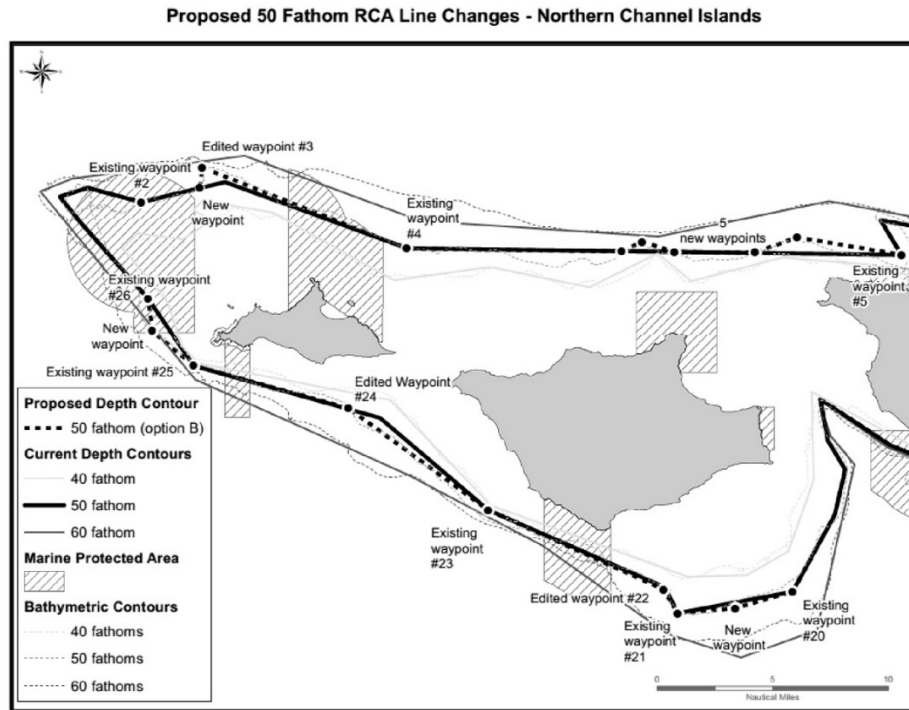 Proposed 50 Fathom RCA Line Changes - Northern Channel Islands
Edited waypoint #3
Existing waypoint
#2
New
waypoint
Existing
waypoint
#4
5
new waypoints
Existing
waypoint
#5
Existing waypoint
#26
New
waypoint
Existing waypoint #25
Edited Waypoint
#24
Existing
waypoint
#23
Edited waypoint #22
Existing
waypoint
#21
New
waypoint
Existing
waypoint
#20
Proposed Depth Contour
50 fathom (option B)
Current Depth Contours
40 fathom
50 fathom
60 fathom
Marine Protected Area
Bathymetric Contours
40 fathoms
50 fathoms
60 fathoms
0 5 10
Nautical Miles